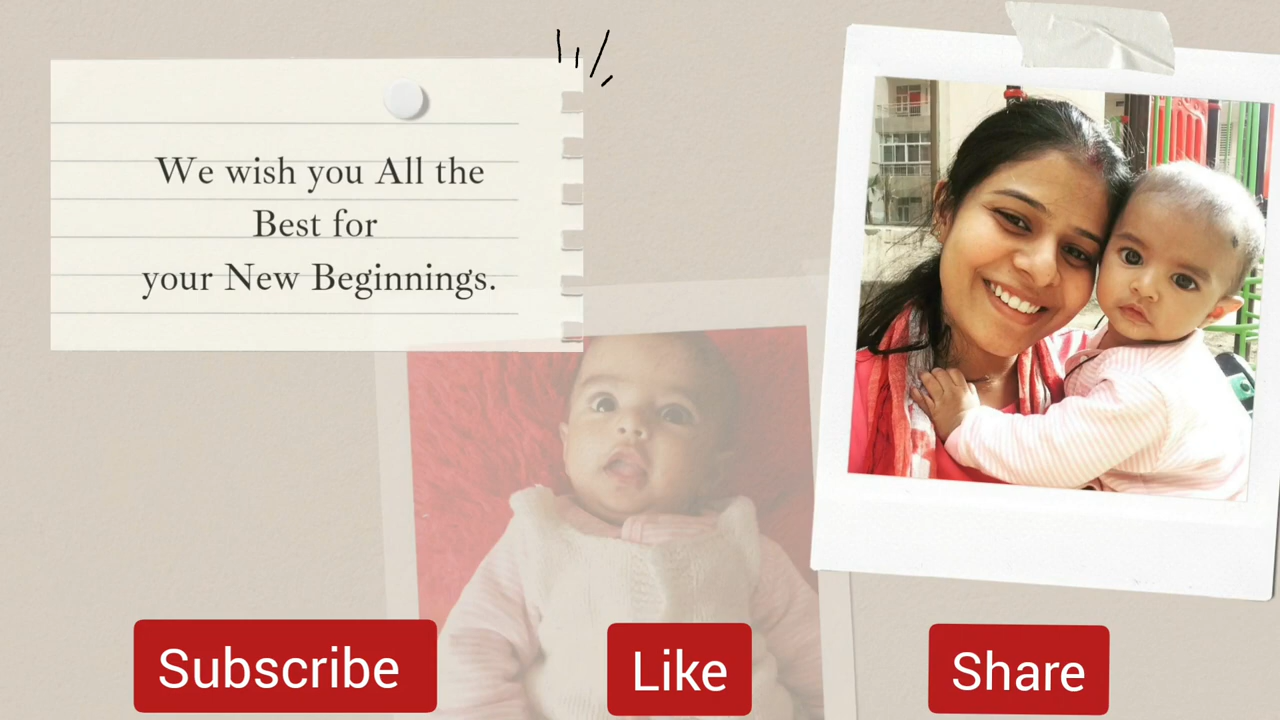 We wish you All the
Best for
your New Beginnings.
Subscribe
Like
Share